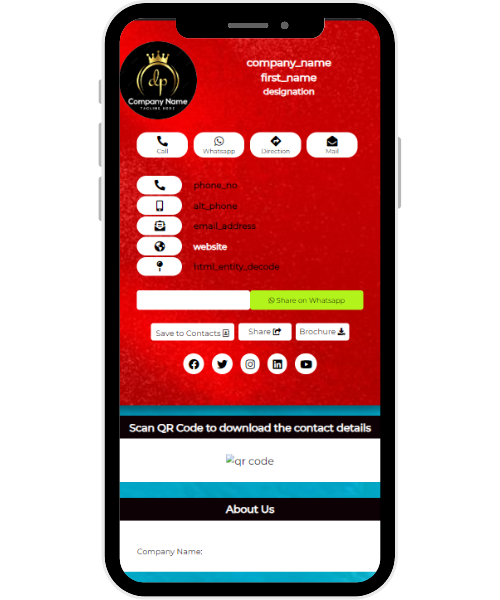 dp
Company Name
TAGLINE HERE
company_name
first_name
designation
Call
Whatsapp
Direction
Mail
phone_no
alt_phone
email_address
website
html_entity_decode
Share on Whatsapp
Save to Contacts
Share
Brochure
Scan QR Code to download the contact details
qr code
About Us
Company Name: